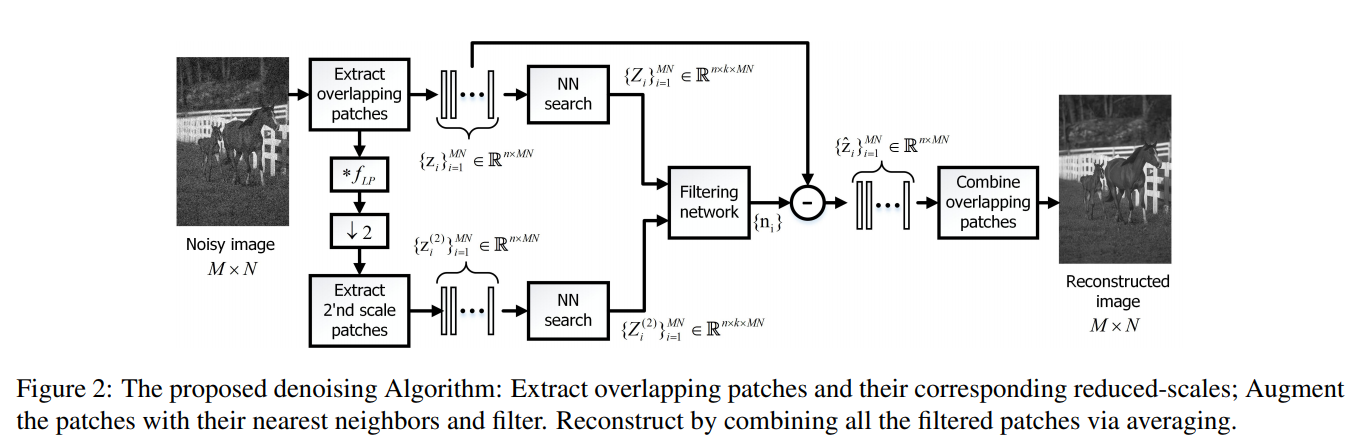 Extract
overlapping
patches
NN
search
{Z_i}_{i=1}^{MN} ∈ ℝ^{n×k×MN}
{z_i}_{i=1}^{MN} ∈ ℝ^{n×MN}
* f_{LP}
↓ 2
Noisy image
M × N
{z_i^{(2)}}_{i=1}^{MN} ∈ ℝ^{n×MN}
Extract
2'nd scale
patches
NN
search
{Z_i^{(2)}}_{i=1}^{MN} ∈ ℝ^{n×k×MN}
Filtering
network
{n_i}
-
{ẑ_i}_{i=1}^{MN} ∈ ℝ^{n×MN}
Combine
overlapping
patches
Reconstructed
image
M × N
Figure 2: The proposed denoising Algorithm: Extract overlapping patches and their corresponding reduced-scales; Augment
the patches with their nearest neighbors and filter. Reconstruct by combining all the filtered patches via averaging.